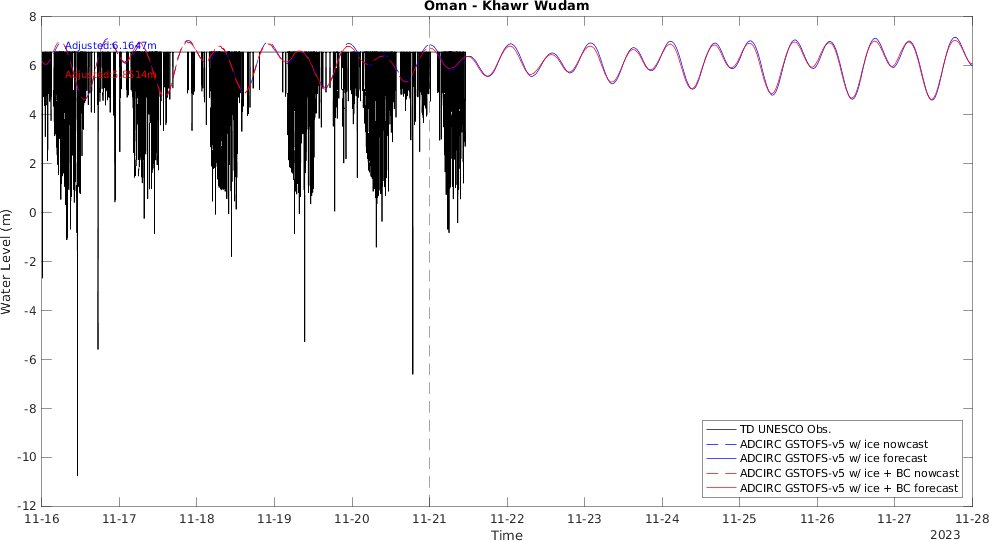 Oman - Khawr Wudam
Adjusted:6.1647m
Water Level (m)
8
6
4
2
0
-2
-4
-6
-8
-10
-12
TD UNESCO Obs.
ADCIRC GSTOFS-v5 w/ ice nowcast
ADCIRC GSTOFS-v5 w/ ice forecast
ADCIRC GSTOFS-v5 w/ ice + BC nowcast
ADCIRC GSTOFS-v5 w/ ice + BC forecast
11-16 11-17 11-18 11-19 11-20 11-21 11-22 11-23 11-24 11-25 11-26 11-27 11-28
Time
2023